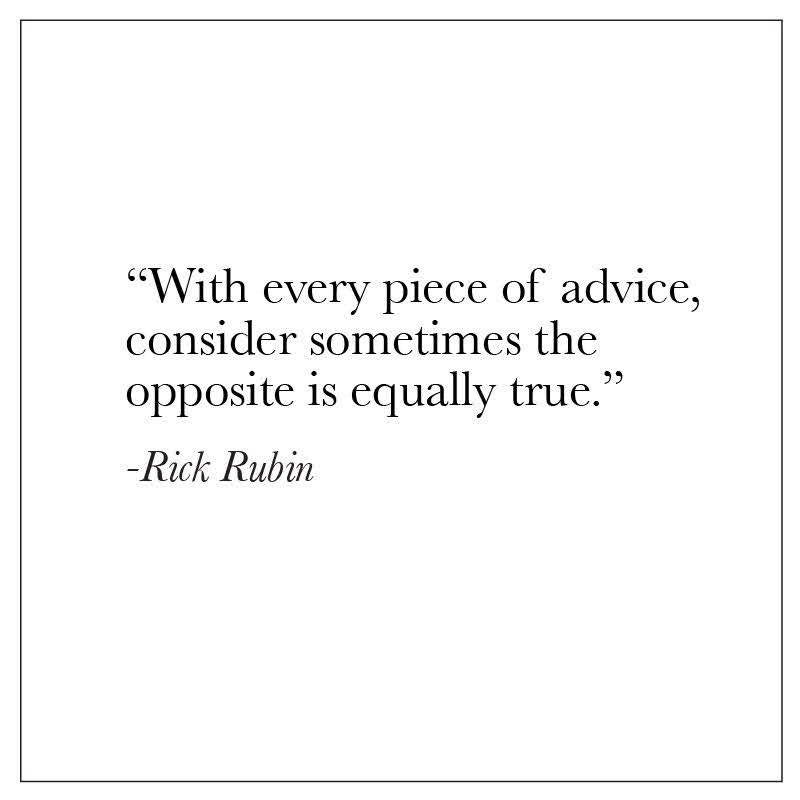 “With every piece of advice,
consider sometimes the
opposite is equally true.”
-Rick Rubin